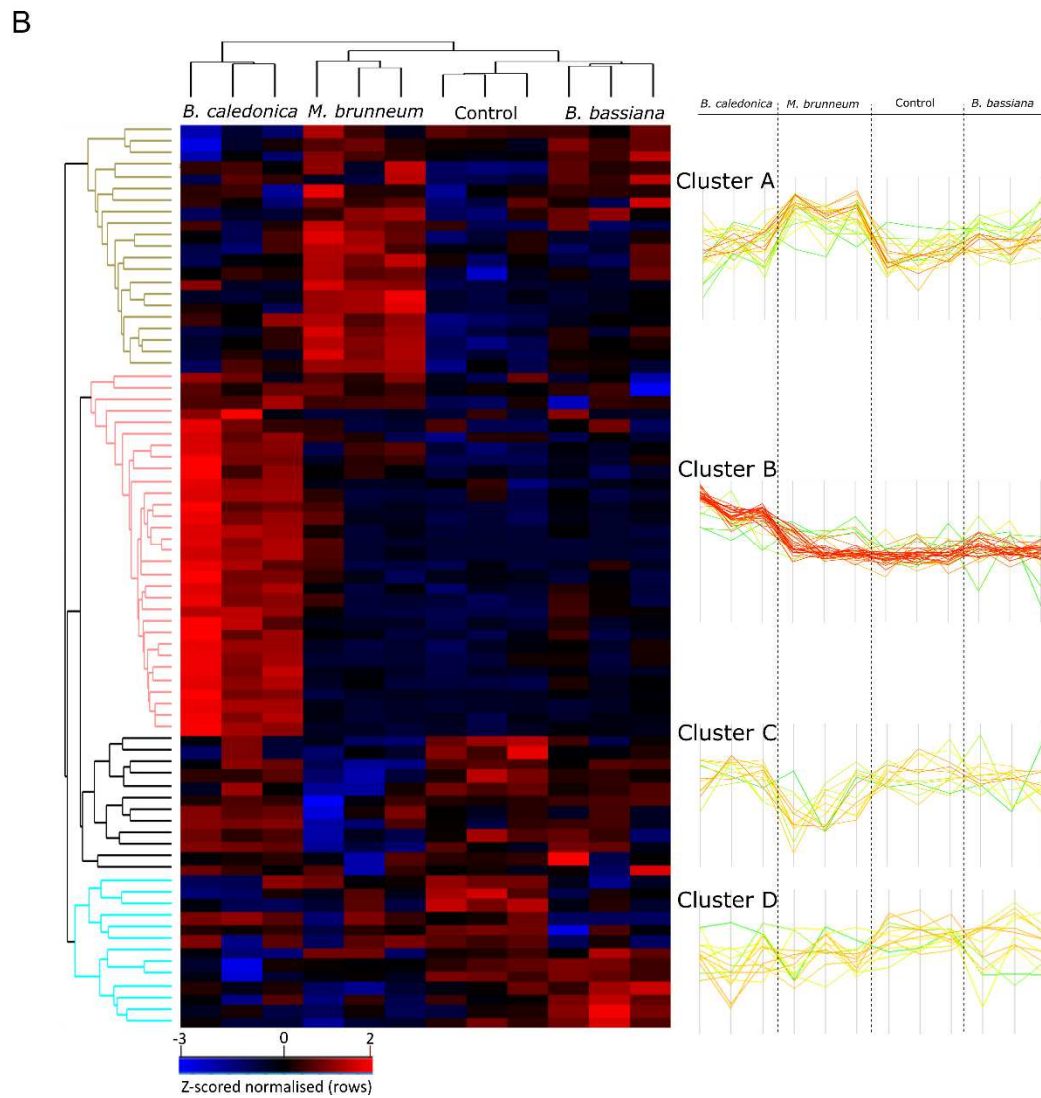 B
B. caledonica M. brunneum Control B. bassiana
B. caledonica M. brunneum Control B. bassiana
Cluster A
Cluster B
Cluster C
Cluster D
-3 0 2
Z-scored normalised (rows)